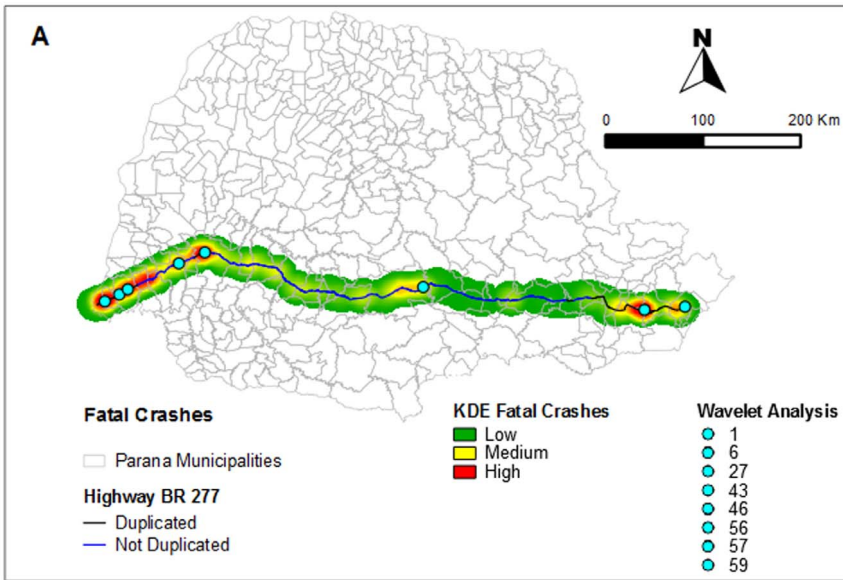 A
N
0 100 200 Km
Fatal Crashes
Parana Municipalities
Highway BR 277
Duplicated
Not Duplicated
KDE Fatal Crashes
Low
Medium
High
Wavelet Analysis
1
6
27
43
46
56
57
59